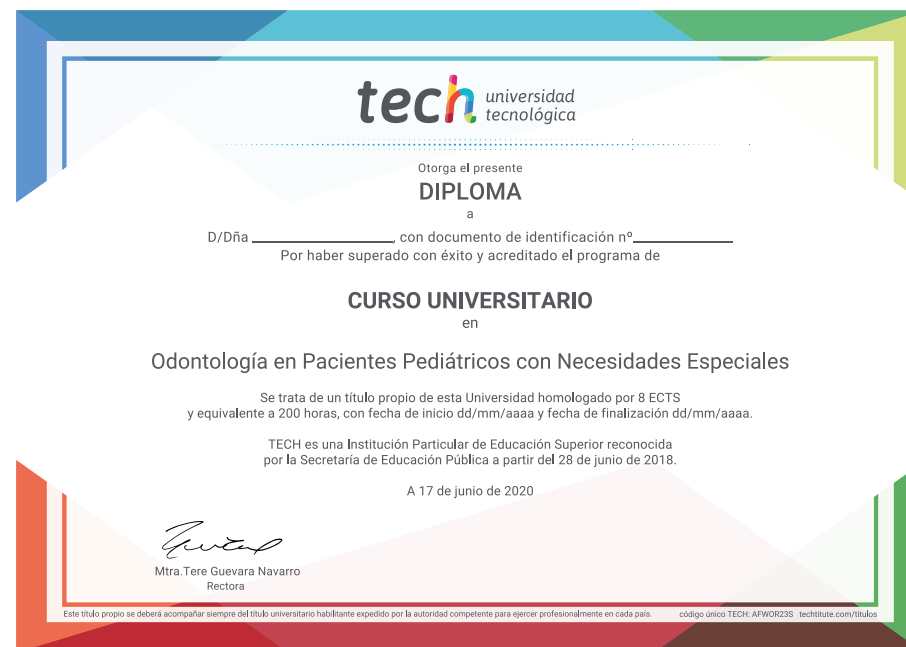 tech universidad
tecnológica
Otorga el presente
DIPLOMA
a
D/Dña ____________________, con documento de identificación nº______________
Por haber superado con éxito y acreditado el programa de
CURSO UNIVERSITARIO
en
Odontología en Pacientes Pediátricos con Necesidades Especiales
Se trata de un título propio de esta Universidad homologado por 8 ECTS
y equivalente a 200 horas, con fecha de inicio dd/mm/aaaa y fecha de finalización dd/mm/aaaa.
TECH es una Institución Particular de Educación Superior reconocida
por la Secretaría de Educación Pública a partir del 28 de junio de 2018.
A 17 de junio de 2020
Mtra.Tere Guevara Navarro
Rectora
Este título propio se deberá acompañar siempre del título universitario habilitante expedido por la autoridad competente para ejercer profesionalmente en cada país. código único TECH: AFWOR23S techtitute.com/títulos